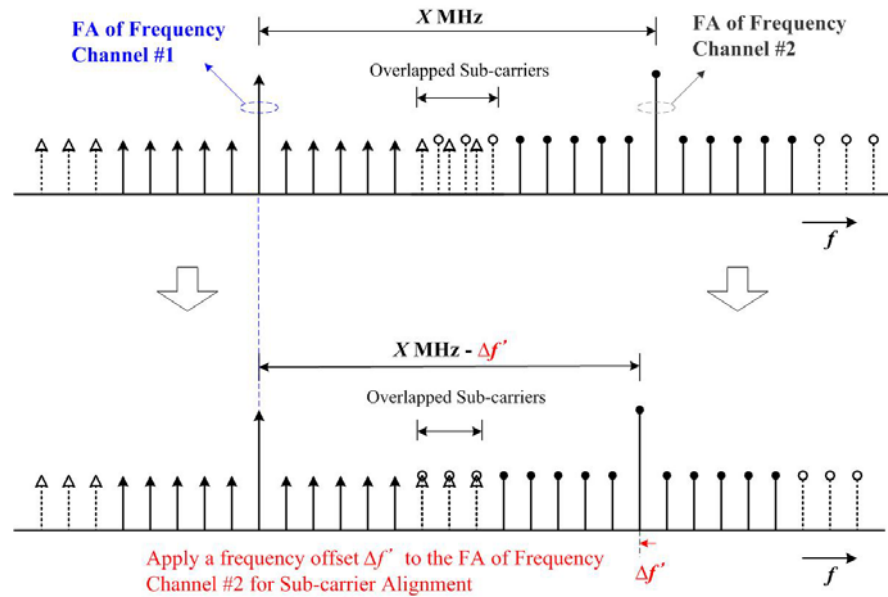 FA of Frequency
Channel #1
X MHz
FA of Frequency
Channel #2
Overlapped Sub-carriers
f
X MHz - Δf'
Overlapped Sub-carriers
Apply a frequency offset Δf' to the FA of Frequency
Channel #2 for Sub-carrier Alignment
Δf'
f